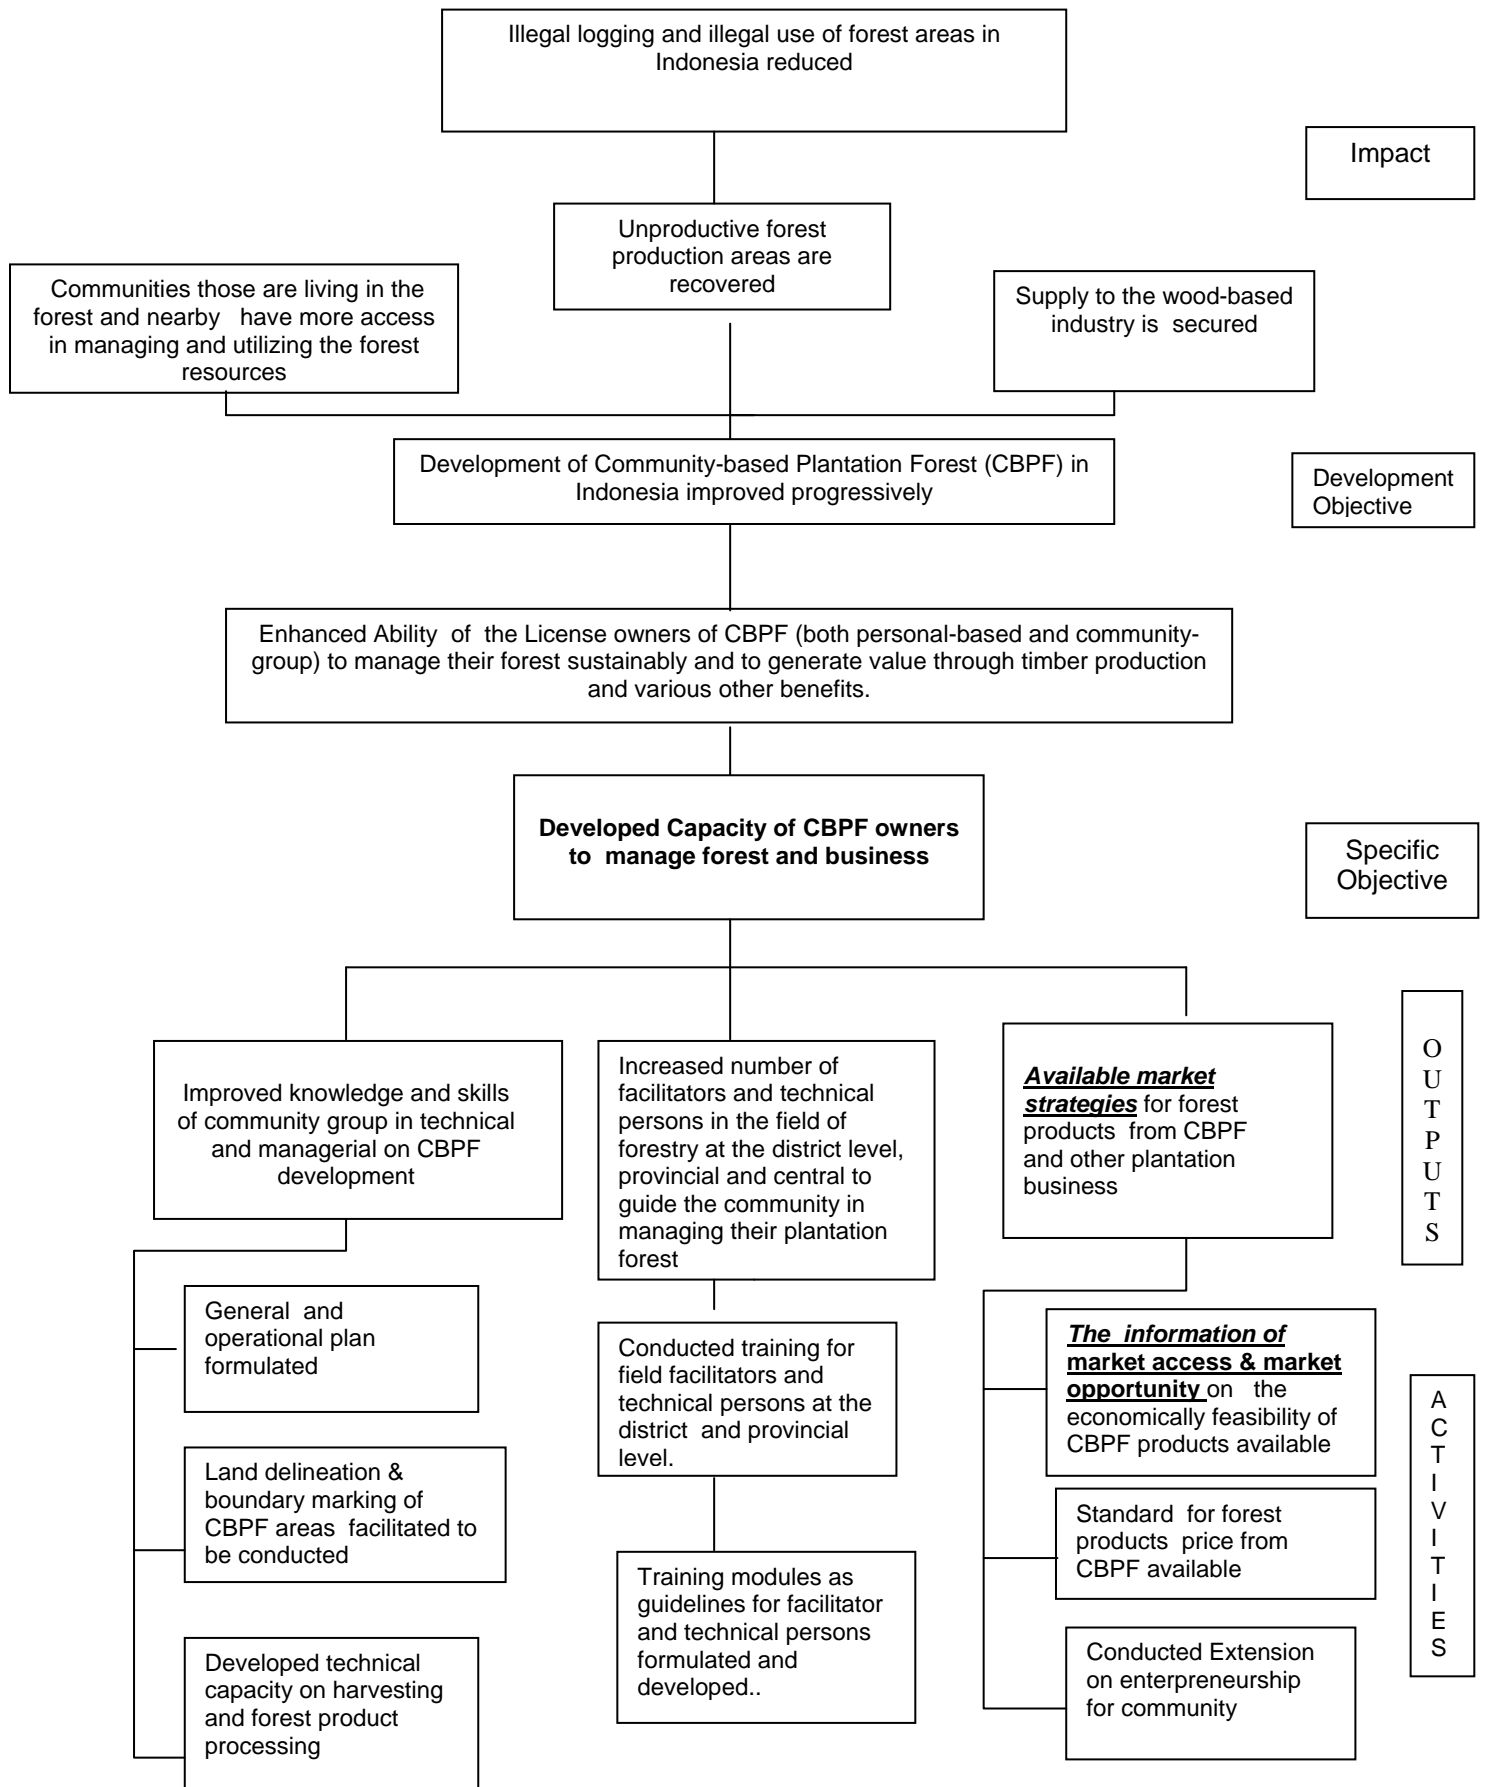 Illegal logging and illegal use of forest areas in
Indonesia reduced
Impact
Unproductive forest
production areas are
recovered
Communities those are living in the
forest and nearby have more access
in managing and utilizing the forest
resources
Supply to the wood-based
industry is secured
Development of Community-based Plantation Forest (CBPF) in
Indonesia improved progressively
Development
Objective
Enhanced Ability of the License owners of CBPF (both personal-based and community-
group) to manage their forest sustainably and to generate value through timber production
and various other benefits.
Developed Capacity of CBPF owners
to manage forest and business
Specific
Objective
Improved knowledge and skills
of community group in technical
and managerial on CBPF
development
Increased number of
facilitators and technical
persons in the field of
forestry at the district level,
provincial and central to
guide the community in
managing their plantation
forest
Available market
strategies for forest
products from CBPF
and other plantation
business
O
U
T
P
U
T
S
General and
operational plan
formulated
Land delineation &
boundary marking of
CBPF areas facilitated to
be conducted
Developed technical
capacity on harvesting
and forest product
processing
Conducted training for
field facilitators and
technical persons at the
district and provincial
level.
Training modules as
guidelines for facilitator
and technical persons
formulated and
developed..
The information of
market access & market
opportunity on the
economically feasibility of
CBPF products available
Standard for forest
products price from
CBPF available
Conducted Extension
on enterpreneurship
for community
A
C
T
I
V
I
T
I
E
S